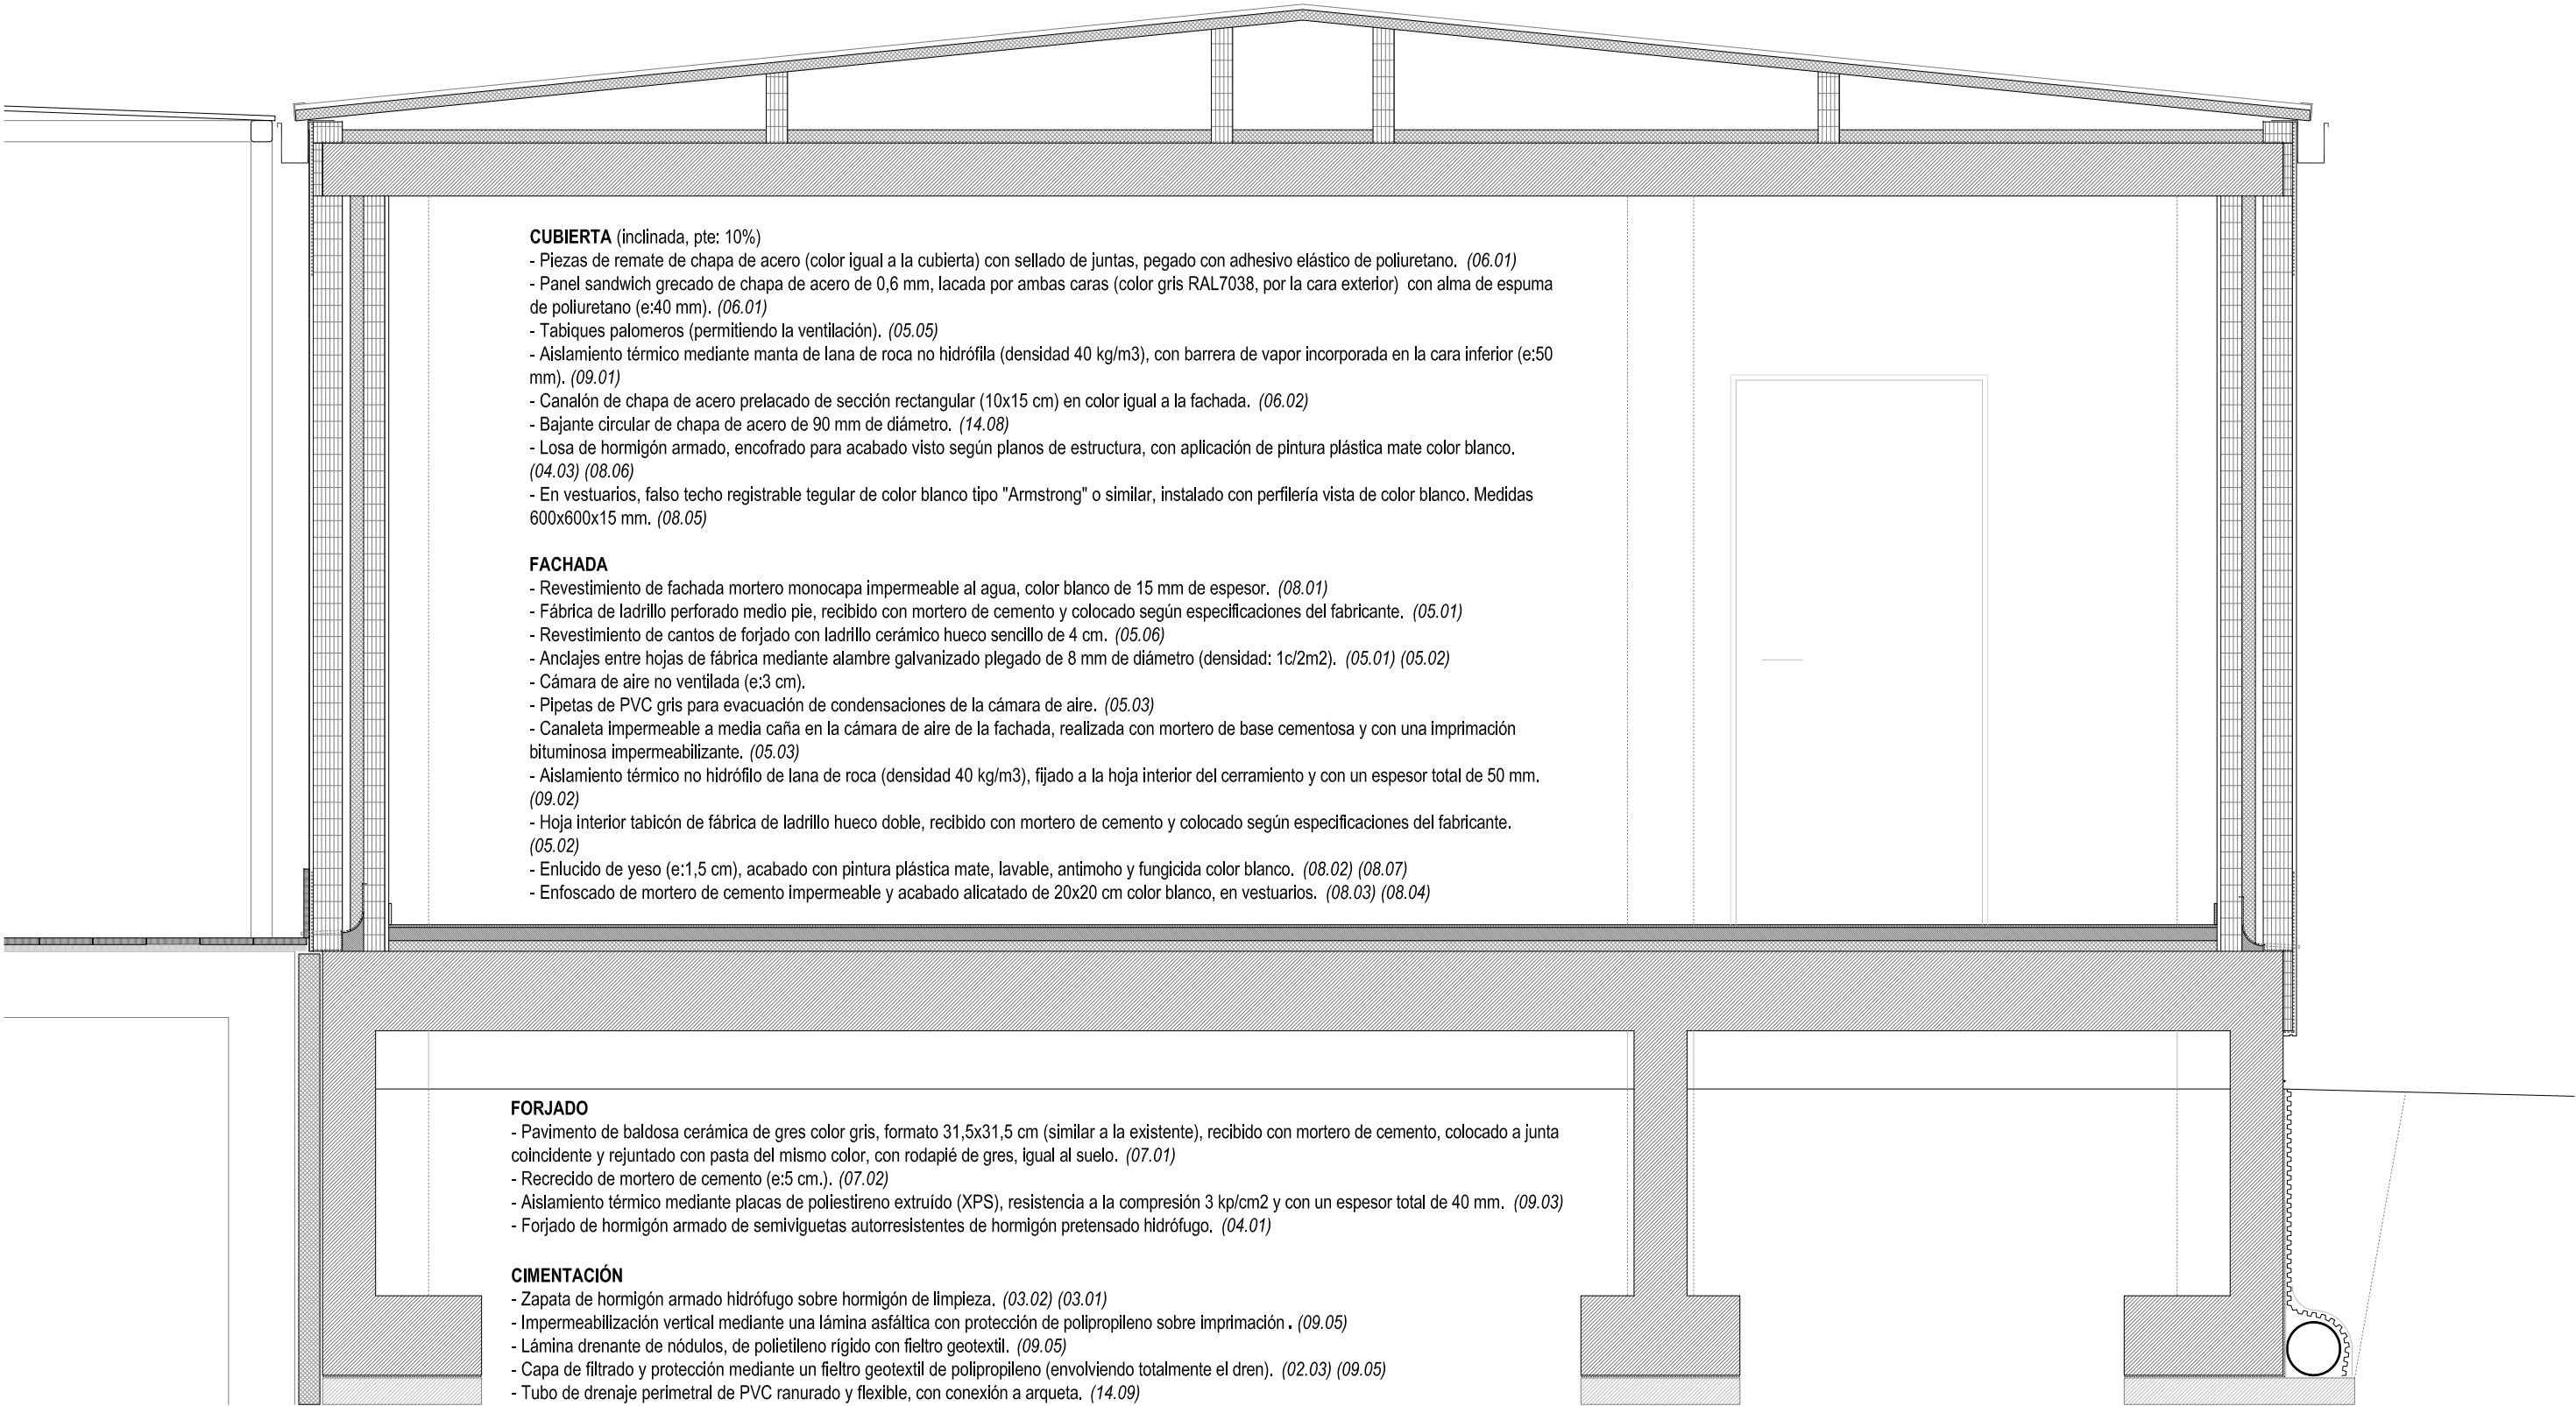 CUBIERTA (inclinada, pte: 10%)
- Piezas de remate de chapa de acero (color igual a la cubierta) con sellado de juntas, pegado con adhesivo elástico de poliuretano. (06.01)
- Panel sandwich grecado de chapa de acero de 0,6 mm, lacada por ambas caras (color gris RAL7038, por la cara exterior) con alma de espuma
de poliuretano (e:40 mm). (06.01)
- Tabiques palomeros (permitiendo la ventilación). (05.05)
- Aislamiento térmico mediante manta de lana de roca no hidrófila (densidad 40 kg/m3), con barrera de vapor incorporada en la cara inferior (e:50
mm). (09.01)
- Canalón de chapa de acero prelacado de sección rectangular (10x15 cm) en color igual a la fachada. (06.02)
- Bajante circular de chapa de acero de 90 mm de diámetro. (14.08)
- Losa de hormigón armado, encofrado para acabado visto según planos de estructura, con aplicación de pintura plástica mate color blanco.
(04.03) (08.06)
- En vestuarios, falso techo registrable tegular de color blanco tipo "Armstrong" o similar, instalado con perfilería vista de color blanco. Medidas
600x600x15 mm. (08.05)
FACHADA
- Revestimiento de fachada mortero monocapa impermeable al agua, color blanco de 15 mm de espesor. (08.01)
- Fábrica de ladrillo perforado medio pie, recibido con mortero de cemento y colocado según especificaciones del fabricante. (05.01)
- Revestimiento de cantos de forjado con ladrillo cerámico hueco sencillo de 4 cm. (05.06)
- Anclajes entre hojas de fábrica mediante alambre galvanizado plegado de 8 mm de diámetro (densidad: 1c/2m2). (05.01) (05.02)
- Cámara de aire no ventilada (e:3 cm).
- Pipetas de PVC gris para evacuación de condensaciones de la cámara de aire. (05.03)
- Canaleta impermeable a media caña en la cámara de aire de la fachada, realizada con mortero de base cementosa y con una imprimación
bituminosa impermeabilizante. (05.03)
- Aislamiento térmico no hidrófilo de lana de roca (densidad 40 kg/m3), fijado a la hoja interior del cerramiento y con un espesor total de 50 mm.
(09.02)
- Hoja interior tabicón de fábrica de ladrillo hueco doble, recibido con mortero de cemento y colocado según especificaciones del fabricante.
(05.02)
- Enlucido de yeso (e:1,5 cm), acabado con pintura plástica mate, lavable, antimoho y fungicida color blanco. (08.02) (08.07)
- Enfoscado de mortero de cemento impermeable y acabado alicatado de 20x20 cm color blanco, en vestuarios. (08.03) (08.04)
FORJADO
- Pavimento de baldosa cerámica de gres color gris, formato 31,5x31,5 cm (similar a la existente), recibido con mortero de cemento, colocado a junta
coincidente y rejuntado con pasta del mismo color, con rodapié de gres, igual al suelo. (07.01)
- Recrecido de mortero de cemento (e:5 cm.). (07.02)
- Aislamiento térmico mediante placas de poliestireno extruído (XPS), resistencia a la compresión 3 kp/cm2 y con un espesor total de 40 mm. (09.03)
- Forjado de hormigón armado de semiviguetas autorresistentes de hormigón pretensado hidrófugo. (04.01)
CIMENTACIÓN
- Zapata de hormigón armado hidrófugo sobre hormigón de limpieza. (03.02) (03.01)
- Impermeabilización vertical mediante una lámina asfáltica con protección de polipropileno sobre imprimación. (09.05)
- Lámina drenante de nódulos, de polietileno rígido con fieltro geotextil. (09.05)
- Capa de filtrado y protección mediante un fieltro geotextil de polipropileno (envolviendo totalmente el dren). (02.03) (09.05)
- Tubo de drenaje perimetral de PVC ranurado y flexible, con conexión a arqueta. (14.09)